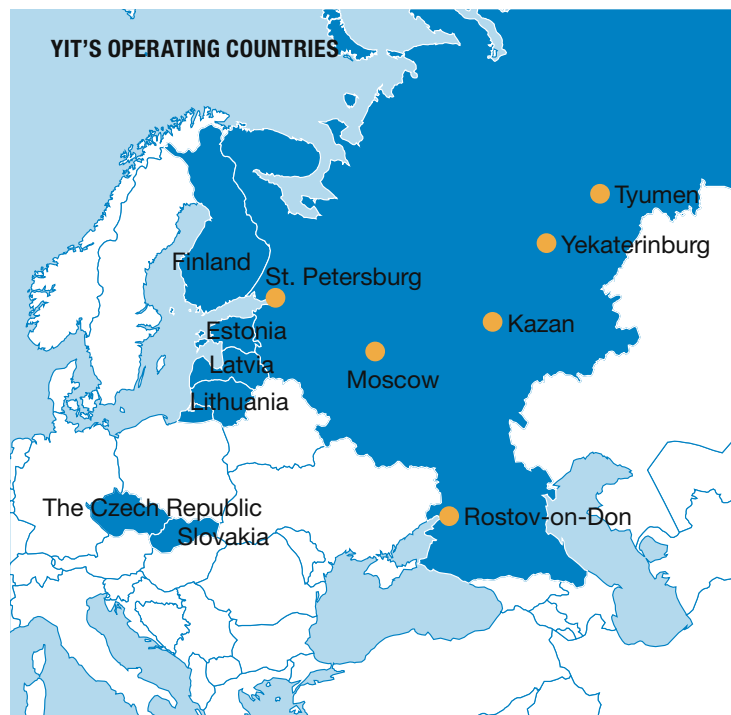 YIT'S OPERATING COUNTRIES
Tyumen
Yekaterinburg
Finland
St. Petersburg
Kazan
Estonia
Latvia
Moscow
Lithuania
The Czech Republic
Rostov-on-Don
Slovakia